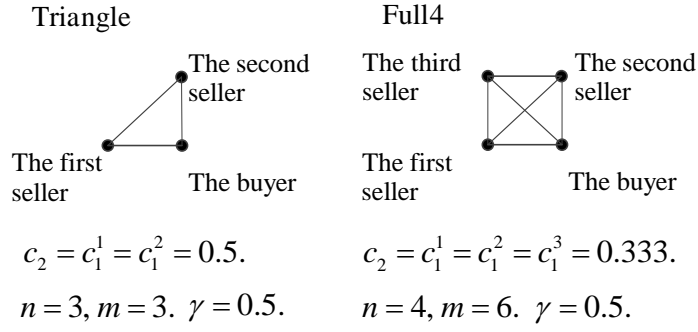 Triangle
The second
seller
The first
seller
The buyer
c₂ = c₁¹ = c₁² = 0.5.
n = 3, m = 3. γ = 0.5.
Full4
The third
seller
The second
seller
The first
seller
The buyer
c₂ = c₁¹ = c₁² = c₁³ = 0.333.
n = 4, m = 6. γ = 0.5.